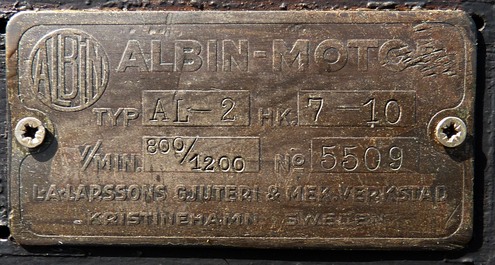 ALBIN ALBIN-MOTOR
TYP AL-2 HK. 7-10
V/MIN. 800/1200 No 5509
L.A. LARSSONS GJUTERI & MEK. VERKSTAD
KRISTINEHAMN SWEDEN